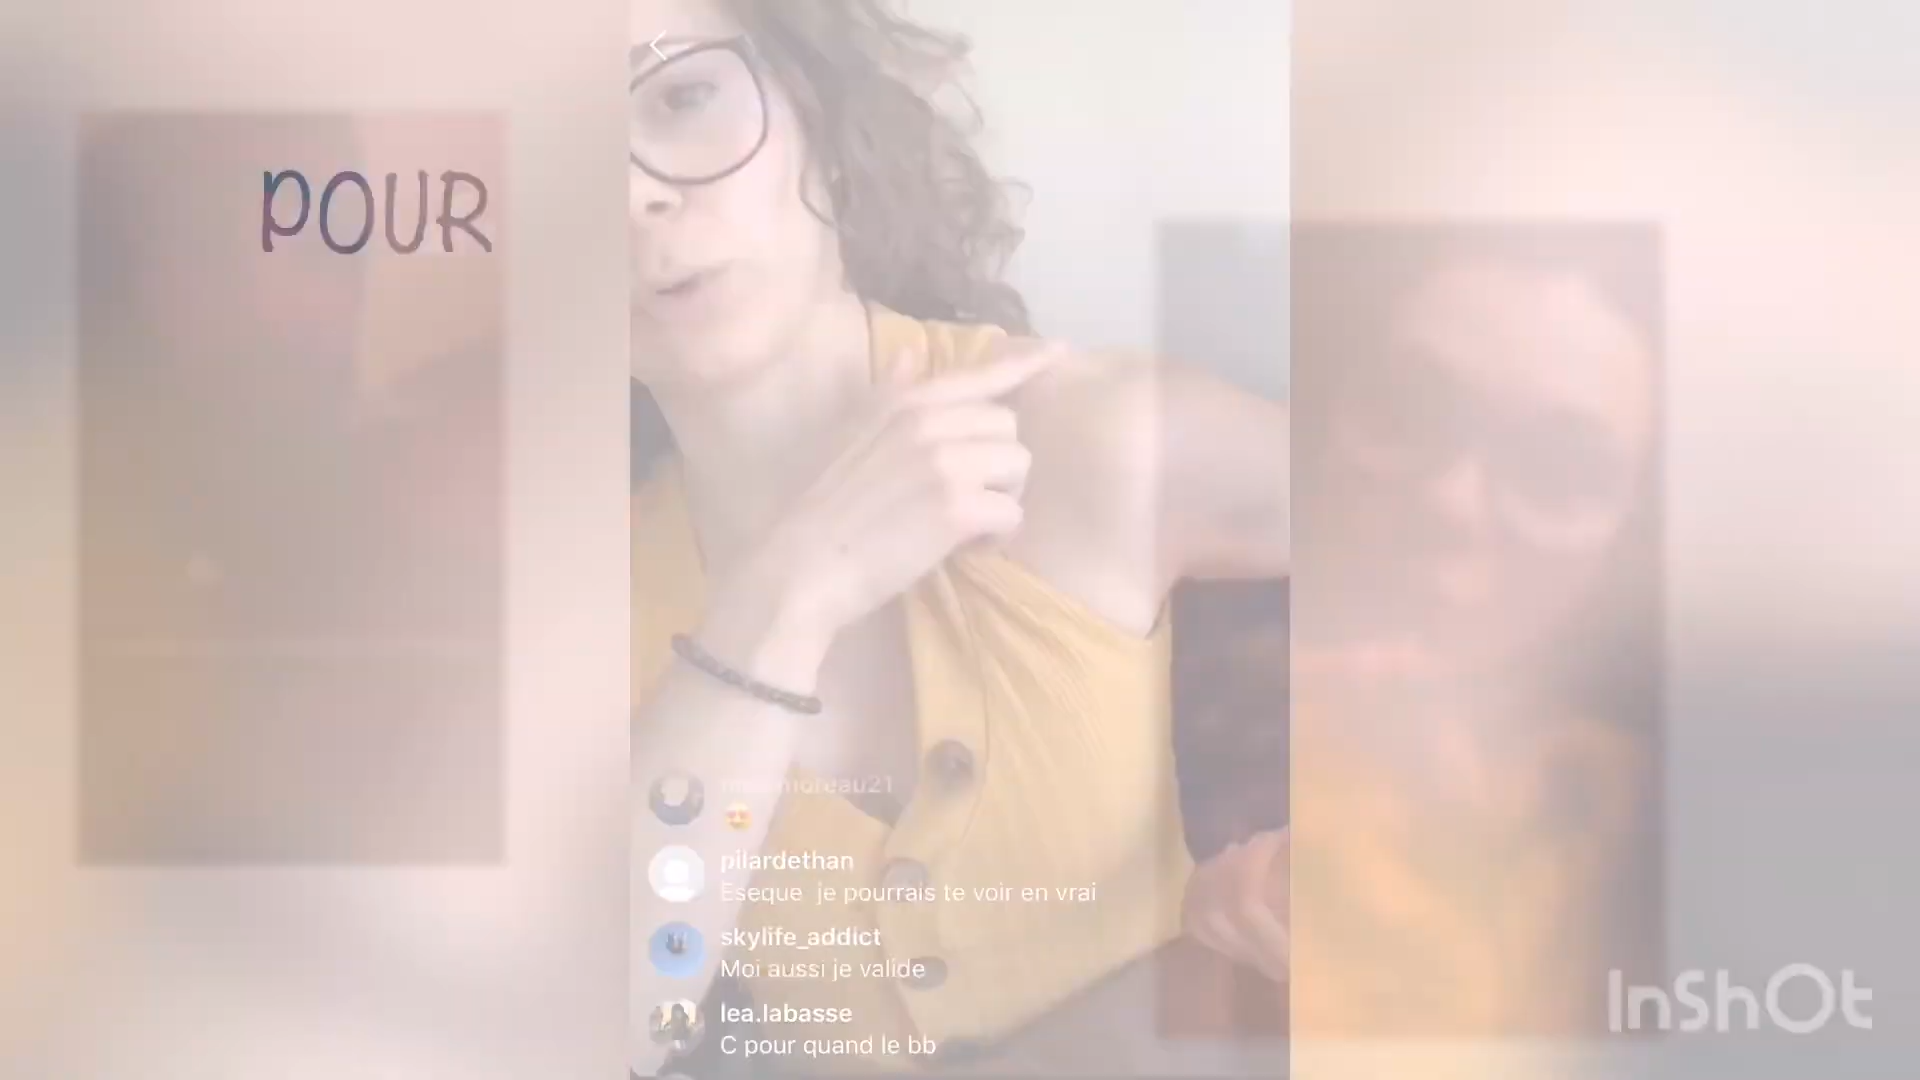 POUR
pilardethan
Eseque je pourrais te voir en vrai
skylife_addict
Moi aussi je valide
lea.labasse
C pour quand le bb
InShOt